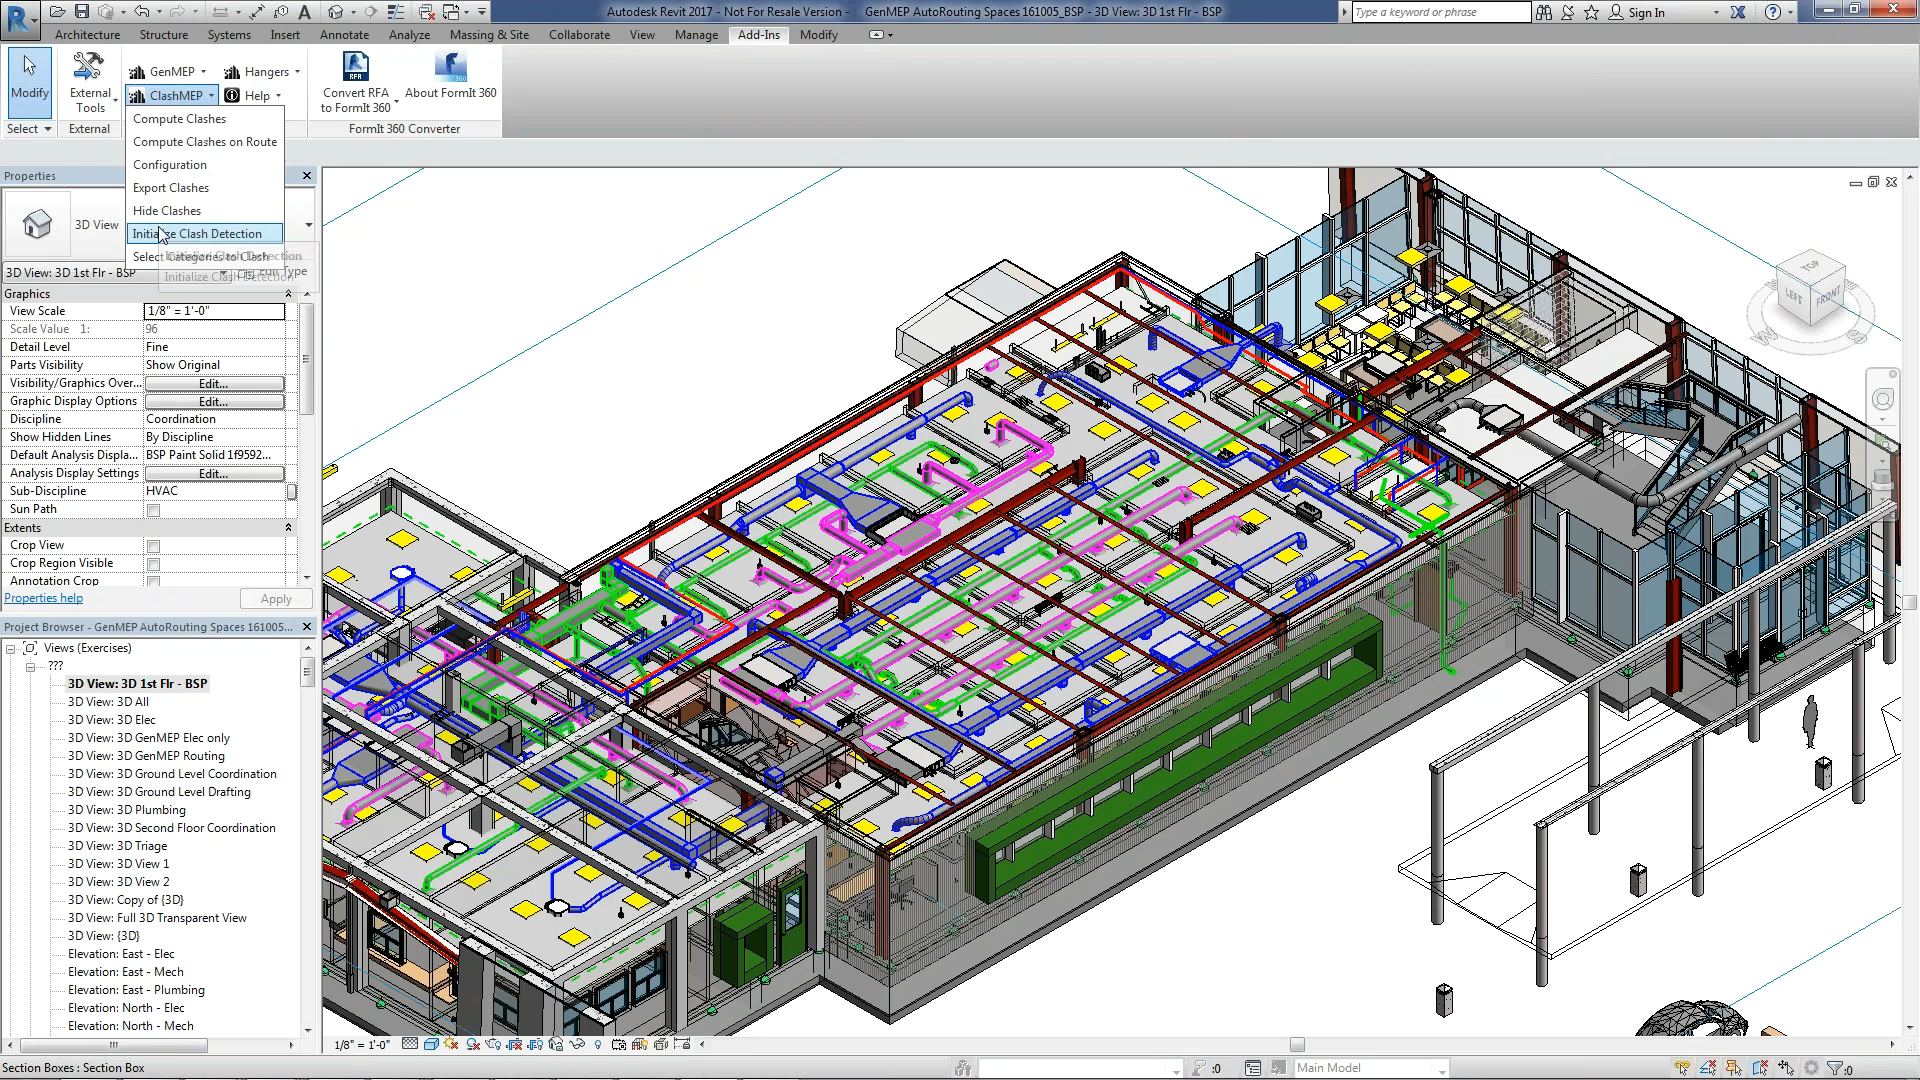 Autodesk Revit 2017 - Not For Resale Version - GenMEP AutoRouting Spaces 161005_BSP - 3D View: 3D 1st Flr - BSP
Type a keyword or phrase
Sign In
Architecture Structure Systems Insert Annotate Analyze Massing & Site Collaborate View Manage Add-Ins Modify
Modify
External Tools
GenMEP
Hangers
ClashMEP
Help
Convert RFA to FormIt 360
About FormIt 360
Select
External
FormIt 360 Converter
Compute Clashes
Compute Clashes on Route
Configuration
Export Clashes
Hide Clashes
Initialize Clash Detection
Select Categories to Clash
Initialize Clash Detection
Initialize Clash Detection
Properties
3D View
3D View: 3D 1st Flr - BSP
Edit Type
Graphics
View Scale 1/8" = 1'-0"
Scale Value 1: 96
Detail Level Fine
Parts Visibility Show Original
Visibility/Graphics Over... Edit...
Graphic Display Options Edit...
Discipline Coordination
Show Hidden Lines By Discipline
Default Analysis Displa... BSP Paint Solid 1f9592...
Analysis Display Settings Edit...
Sub-Discipline HVAC
Sun Path
Extents
Crop View
Crop Region Visible
Annotation Crop
Properties help
Apply
Project Browser - GenMEP AutoRouting Spaces 161005...
Views (Exercises)
???
3D View: 3D 1st Flr - BSP
3D View: 3D All
3D View: 3D Elec
3D View: 3D GenMEP Elec only
3D View: 3D GenMEP Routing
3D View: 3D Ground Level Coordination
3D View: 3D Ground Level Drafting
3D View: 3D Plumbing
3D View: 3D Second Floor Coordination
3D View: 3D Triage
3D View: 3D View 1
3D View: 3D View 2
3D View: Copy of {3D}
3D View: Full 3D Transparent View
3D View: {3D}
Elevation: East - Elec
Elevation: East - Mech
Elevation: East - Plumbing
Elevation: North - Elec
Elevation: North - Mech
TOP
LEFT
FRONT
1/8" = 1'-0"
Section Boxes : Section Box
:0
Main Model
:0